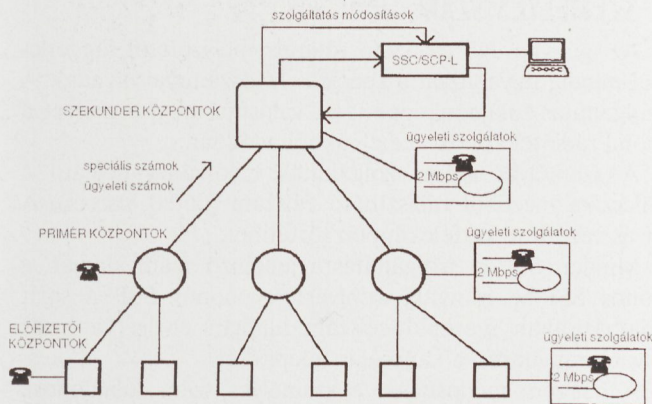 szolgáltatás módosítások
SSC/SCP-L
SZEKUNDER KÖZPONTOK
ügyeleti szolgálatok
2 Mbps
speciális számok
ügyeleti számok
PRIMÉR KÖZPONTOK
ügyeleti szolgálatok
2 Mbps
ELŐFIZETŐI
KÖZPONTOK
ügyeleti szolgálatok
2 Mbps